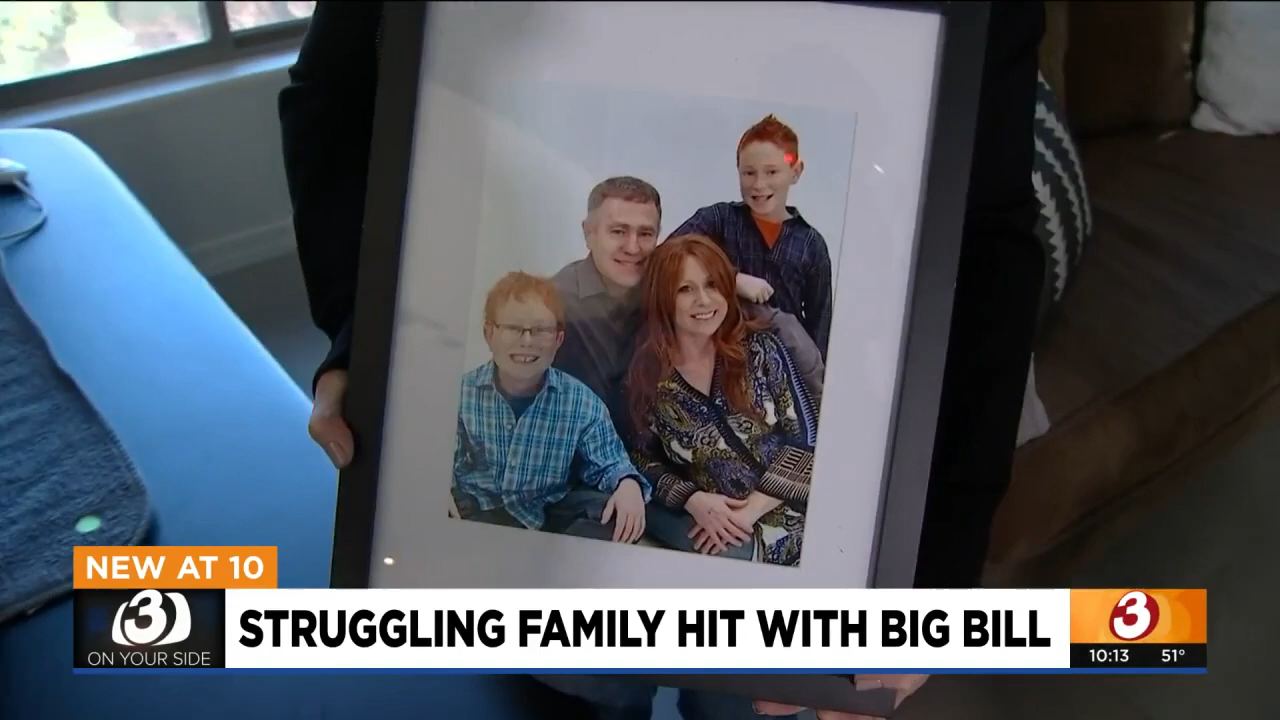 NEW AT 10
3
ON YOUR SIDE
STRUGGLING FAMILY HIT WITH BIG BILL
3
10:13 51°